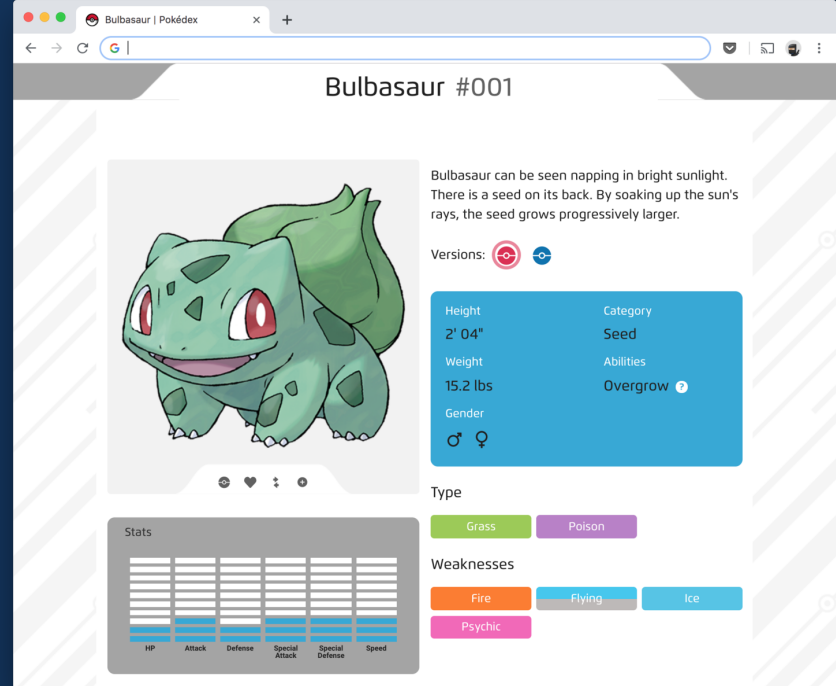 Bulbasaur | Pokédex
Bulbasaur #001
Bulbasaur can be seen napping in bright sunlight.
There is a seed on its back. By soaking up the sun's
rays, the seed grows progressively larger.
Versions:
Height
Category
2' 04"
Seed
Weight
Abilities
15.2 lbs
Overgrow ?
Gender
Type
Grass Poison
Weaknesses
Fire Flying Ice
Psychic
Stats
HP Attack Defense Special Attack Special Defense Speed